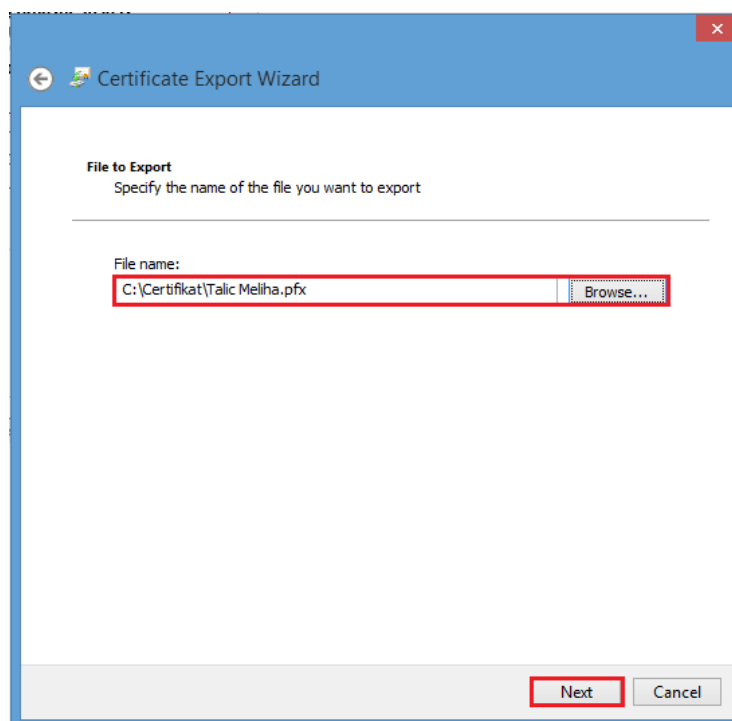 Certificate Export Wizard
File to Export
Specify the name of the file you want to export
File name:
C:\Certifikat\Talic Meliha.pfx
Browse...
Next
Cancel